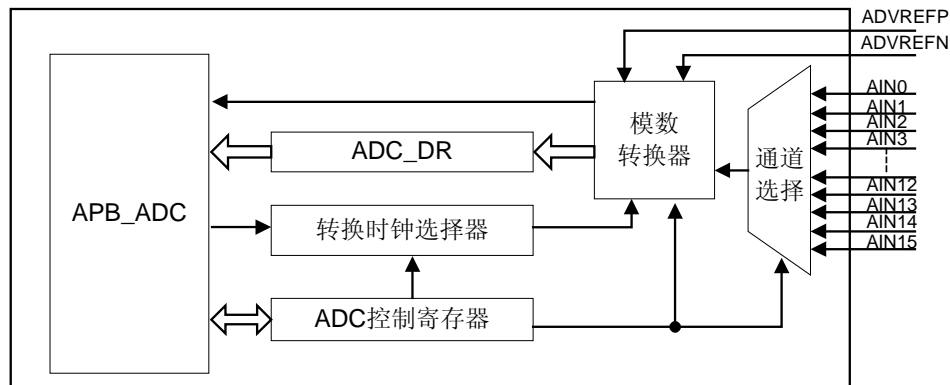 ADVREFP
ADVREFN
AIN0
AIN1
AIN2
AIN3
AIN12
AIN13
AIN14
AIN15
通道
选择
模数
转换器
ADC_DR
APB_ADC
转换时钟选择器
ADC控制寄存器